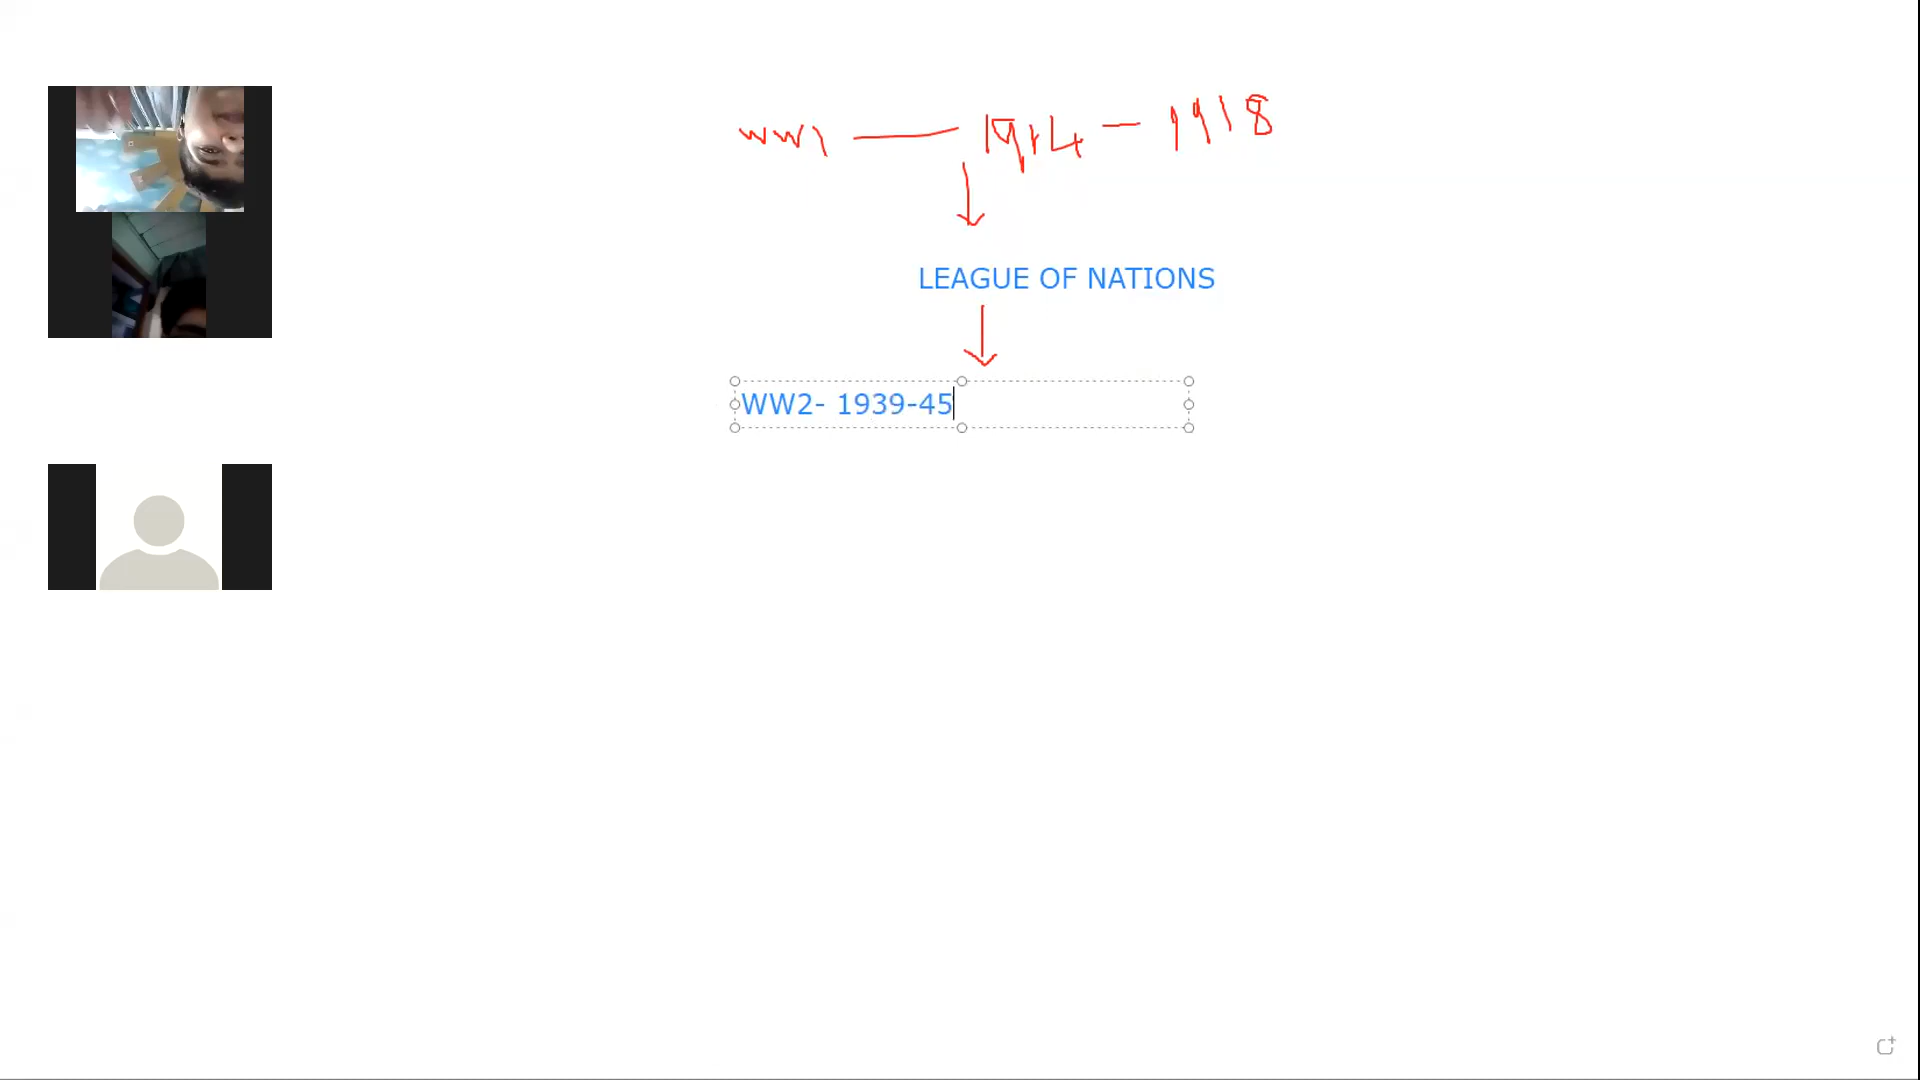 WW1 — 1914 — 1918
LEAGUE OF NATIONS
WW2- 1939-45